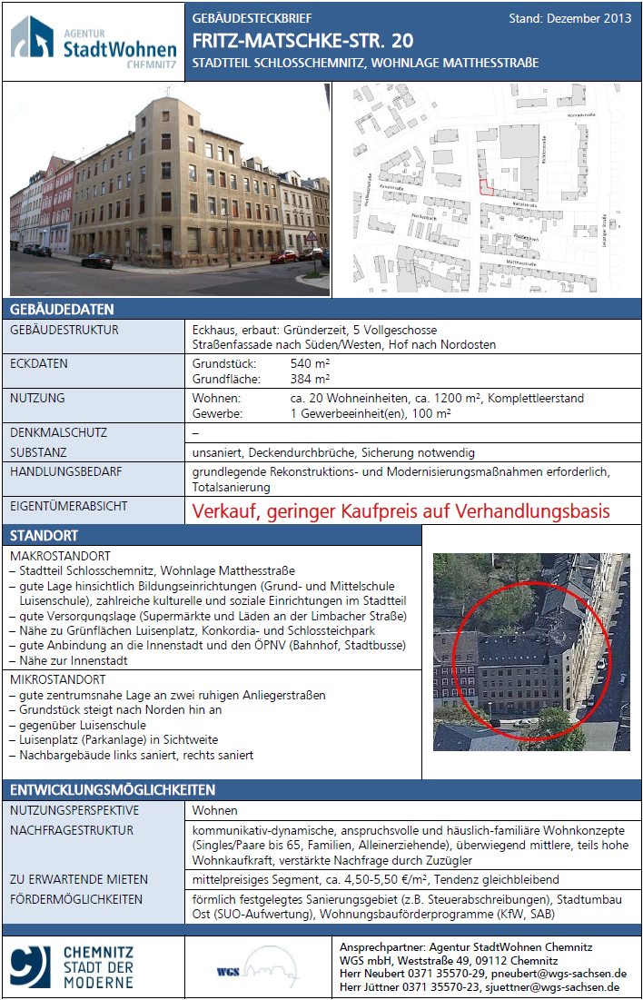 AGENTUR
StadtWohnen
CHEMNITZ
GEBÄUDESTECKBRIEF
Stand: Dezember 2013
FRITZ-MATSCHKE-STR. 20
STADTTEIL SCHLOSSCHEMNITZ, WOHNLAGE MATTHESSTRAßE
Konradstraße
Richterstraße
Kanalstraße
Kanalstraße
Matthesstraße
Leipziger Straße
GEBÄUDEDATEN
GEBÄUDESTRUKTUR
Eckhaus, erbaut: Gründerzeit, 5 Vollgeschosse
Straßenfassade nach Süden/Westen, Hof nach Nordosten
ECKDATEN
Grundstück: 540 m²
Grundfläche: 384 m²
NUTZUNG
Wohnen: ca. 20 Wohneinheiten, ca. 1200 m², Komplettleerstand
Gewerbe: 1 Gewerbeeinheit(en), 100 m²
DENKMALSCHUTZ
–
SUBSTANZ
unsaniert, Deckendurchbrüche, Sicherung notwendig
HANDLUNGSBEDARF
grundlegende Rekonstruktions- und Modernisierungsmaßnahmen erforderlich,
Totalsanierung
EIGENTÜMERABSICHT
Verkauf, geringer Kaufpreis auf Verhandlungsbasis
STANDORT
MAKROSTANDORT
– Stadtteil Schlosschemnitz, Wohnlage Matthesstraße
– gute Lage hinsichtlich Bildungseinrichtungen (Grund- und Mittelschule
Luisenschule), zahlreiche kulturelle und soziale Einrichtungen im Stadtteil
– gute Versorgungslage (Supermärkte und Läden an der Limbacher Straße)
– Nähe zu Grünflächen Luisenplatz, Konkordia- und Schlossteichpark
– gute Anbindung an die Innenstadt und den ÖPNV (Bahnhof, Stadtbusse)
– Nähe zur Innenstadt
MIKROSTANDORT
– gute zentrumsnahe Lage an zwei ruhigen Anliegerstraßen
– Grundstück steigt nach Norden hin an
– gegenüber Luisenschule
– Luisenplatz (Parkanlage) in Sichtweite
– Nachbargebäude links saniert, rechts saniert
ENTWICKLUNGSMÖGLICHKEITEN
NUTZUNGSPERSPEKTIVE
Wohnen
NACHFRAGESTRUKTUR
kommunikativ-dynamische, anspruchsvolle und häuslich-familiäre Wohnkonzepte
(Singles/Paare bis 65, Familien, Alleinerziehende), überwiegend mittlere, teils hohe
Wohnkaufkraft, verstärkte Nachfrage durch Zuzügler
ZU ERWARTENDE MIETEN
mittelpreisiges Segment, ca. 4,50-5,50 €/m², Tendenz gleichbleibend
FÖRDERMÖGLICHKEITEN
förmlich festgelegtes Sanierungsgebiet (z.B. Steuerabschreibungen), Stadtumbau
Ost (SUO-Aufwertung), Wohnungsbauförderprogramme (KfW, SAB)
CHEMNITZ
STADT DER
MODERNE
WGS
Ansprechpartner: Agentur StadtWohnen Chemnitz
WGS mbH, Weststraße 49, 09112 Chemnitz
Herr Neubert 0371 35570-29, pneubert@wgs-sachsen.de
Herr Jüttner 0371 35570-23, sjuettner@wgs-sachsen.de